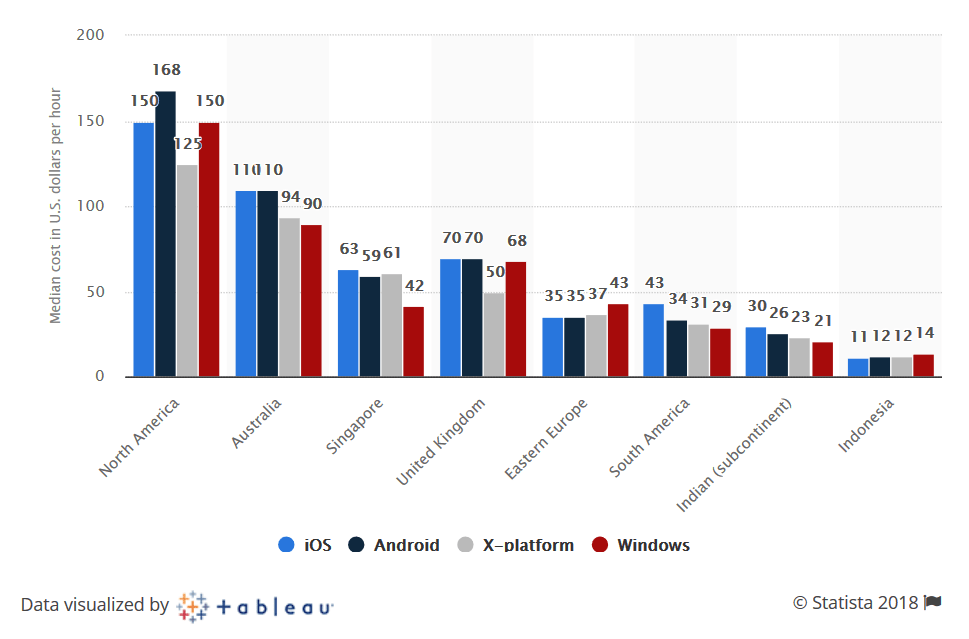 Median cost in U.S. dollars per hour
200
150
100
50
0
150 168 125 150
110 110 94 90
63 59 61 42
70 70 50 68
35 35 37 43
43 34 31 29
30 26 23 21
11 12 12 14
North America
Australia
Singapore
United Kingdom
Eastern Europe
South America
Indian (subcontinent)
Indonesia
iOS Android X-platform Windows
Data visualized by +ableau
© Statista 2018